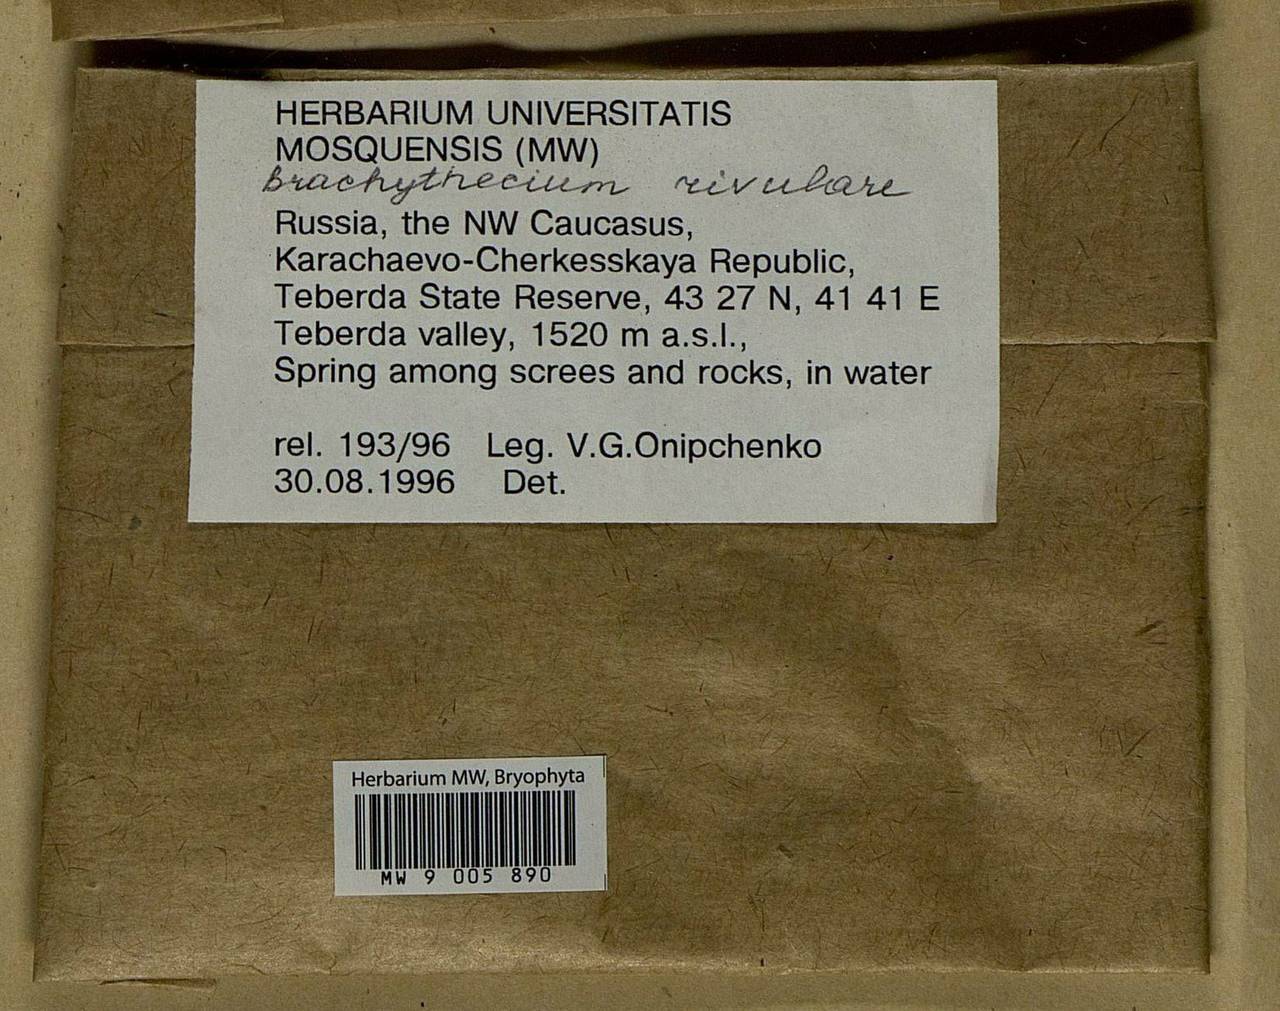 HERBARIUM UNIVERSITATIS
MOSQUENSIS (MW)
Brachythecium rivulare
Russia, the NW Caucasus,
Karachaevo-Cherkesskaya Republic,
Teberda State Reserve, 43 27 N, 41 41 E
Teberda valley, 1520 m a.s.l.,
Spring among screes and rocks, in water
rel. 193/96 Leg. V.G.Onipchenko
30.08.1996 Det.
Herbarium MW, Bryophyta
MW 9 005 890